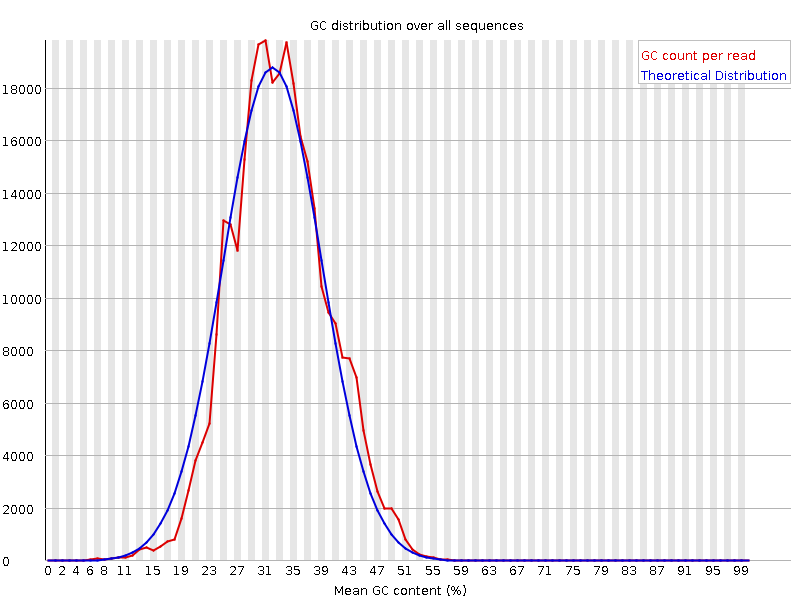 GC distribution over all sequences
GC count per read
Theoretical Distribution
18000
16000
14000
12000
10000
8000
6000
4000
2000
0
0 2 4 6 8 11 15 19 23 27 31 35 39 43 47 51 55 59 63 67 71 75 79 83 87 91 95 99
Mean GC content (%)